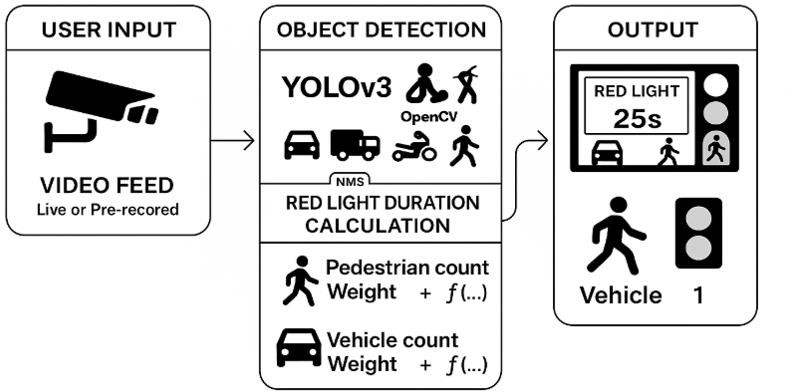 USER INPUT
VIDEO FEED
Live or Pre-recored
OBJECT DETECTION
YOLOv3
OpenCV
NMS
RED LIGHT DURATION
CALCULATION
Pedestrian count
Weight + f(...)
Vehicle count
Weight + f(...)
OUTPUT
RED LIGHT
25s
Vehicle 1